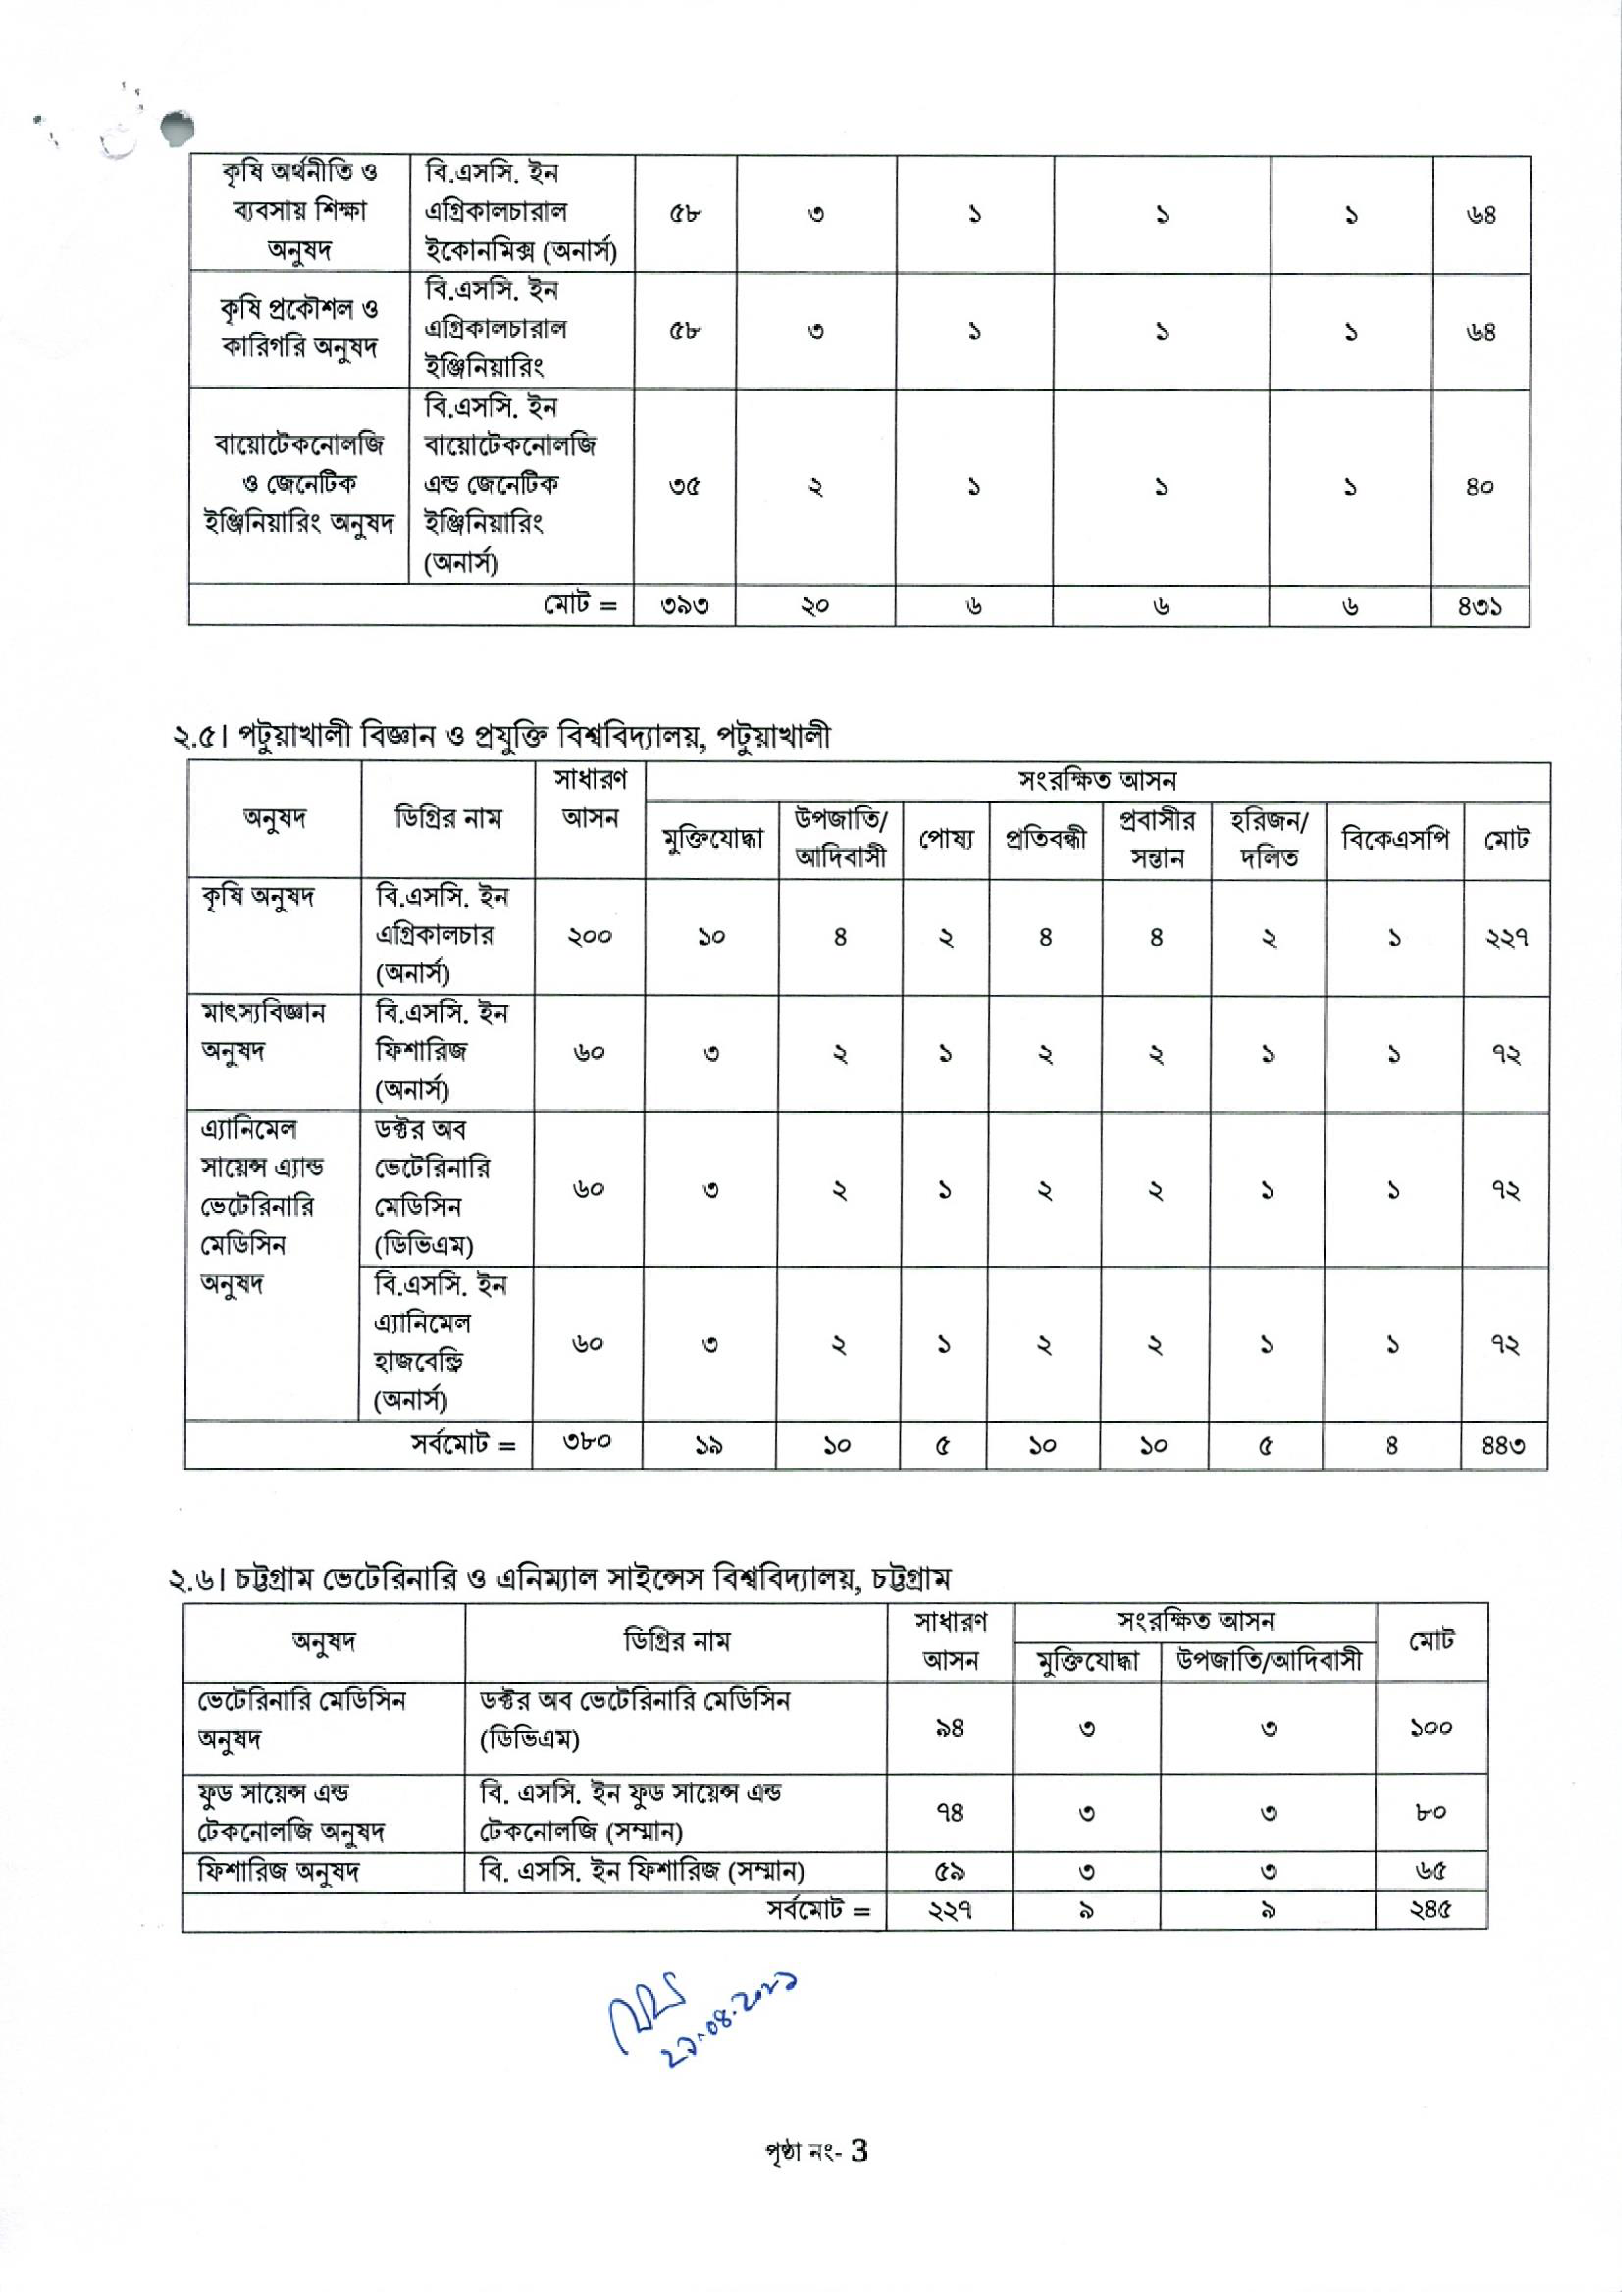 কৃষি অর্থনীতি ও ব্যবসায় শিক্ষা অনুষদ | বি.এসসি. ইন এগ্রিকালচারাল ইকোনমিক্স (অনার্স) | ৫৮ | ৩ | ১ | ১ | ১ | ৬৪
কৃষি প্রকৌশল ও কারিগরি অনুষদ | বি.এসসি. ইন এগ্রিকালচারাল ইঞ্জিনিয়ারিং | ৫৮ | ৩ | ১ | ১ | ১ | ৬৪
বায়োটেকনোলজি ও জেনেটিক ইঞ্জিনিয়ারিং অনুষদ | বি.এসসি. ইন বায়োটেকনোলজি এন্ড জেনেটিক ইঞ্জিনিয়ারিং (অনার্স) | ৩৫ | ২ | ১ | ১ | ১ | ৪০
মোট = | ৩৯৩ | ২০ | ৬ | ৬ | ৬ | ৪৩১
২.৫। পটুয়াখালী বিজ্ঞান ও প্রযুক্তি বিশ্ববিদ্যালয়, পটুয়াখালী
অনুষদ | ডিগ্রির নাম | সাধারণ আসন | সংরক্ষিত আসন
মুক্তিযোদ্ধা | উপজাতি/আদিবাসী | পোষ্য | প্রতিবন্ধী | প্রবাসীর সন্তান | হরিজন/দলিত | বিকেএসপি | মোট
কৃষি অনুষদ | বি.এসসি. ইন এগ্রিকালচার (অনার্স) | ২০০ | ১০ | ৪ | ২ | ৪ | ৪ | ২ | ১ | ২২৭
মাৎস্যবিজ্ঞান অনুষদ | বি.এসসি. ইন ফিশারিজ (অনার্স) | ৬০ | ৩ | ২ | ১ | ২ | ২ | ১ | ১ | ৭২
এ্যানিমেল সায়েন্স এ্যান্ড ভেটেরিনারি মেডিসিন অনুষদ | ডক্টর অব ভেটেরিনারি মেডিসিন (ডিভিএম) | ৬০ | ৩ | ২ | ১ | ২ | ২ | ১ | ১ | ৭২
বি.এসসি. ইন এ্যানিমেল হাজবেন্ড্রি (অনার্স) | ৬০ | ৩ | ২ | ১ | ২ | ২ | ১ | ১ | ৭২
সর্বমোট = | ৩৮০ | ১৯ | ১০ | ৫ | ১০ | ১০ | ৫ | ৪ | ৪৪৩
২.৬। চট্টগ্রাম ভেটেরিনারি ও এনিম্যাল সাইন্সেস বিশ্ববিদ্যালয়, চট্টগ্রাম
অনুষদ | ডিগ্রির নাম | সাধারণ আসন | সংরক্ষিত আসন | মোট
মুক্তিযোদ্ধা | উপজাতি/আদিবাসী
ভেটেরিনারি মেডিসিন অনুষদ | ডক্টর অব ভেটেরিনারি মেডিসিন (ডিভিএম) | ৯৪ | ৩ | ৩ | ১০০
ফুড সায়েন্স এন্ড টেকনোলজি অনুষদ | বি. এসসি. ইন ফুড সায়েন্স এন্ড টেকনোলজি (সম্মান) | ৭৪ | ৩ | ৩ | ৮০
ফিশারিজ অনুষদ | বি. এসসি. ইন ফিশারিজ (সম্মান) | ৫৯ | ৩ | ৩ | ৬৫
সর্বমোট = | ২২৭ | ৯ | ৯ | ২৪৫
পৃষ্ঠা নং- 3